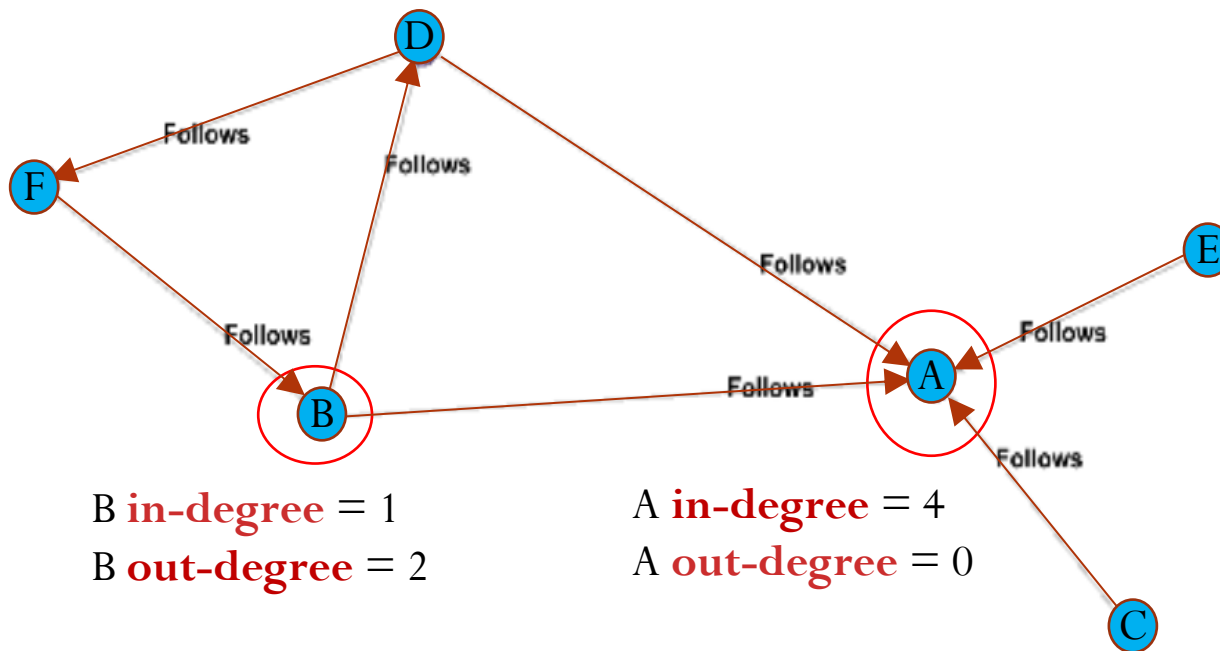 D
Follows
Follows
F
E
Follows
Follows
Follows
A
Follows
B
Follows
B in-degree = 1
B out-degree = 2
A in-degree = 4
A out-degree = 0
C